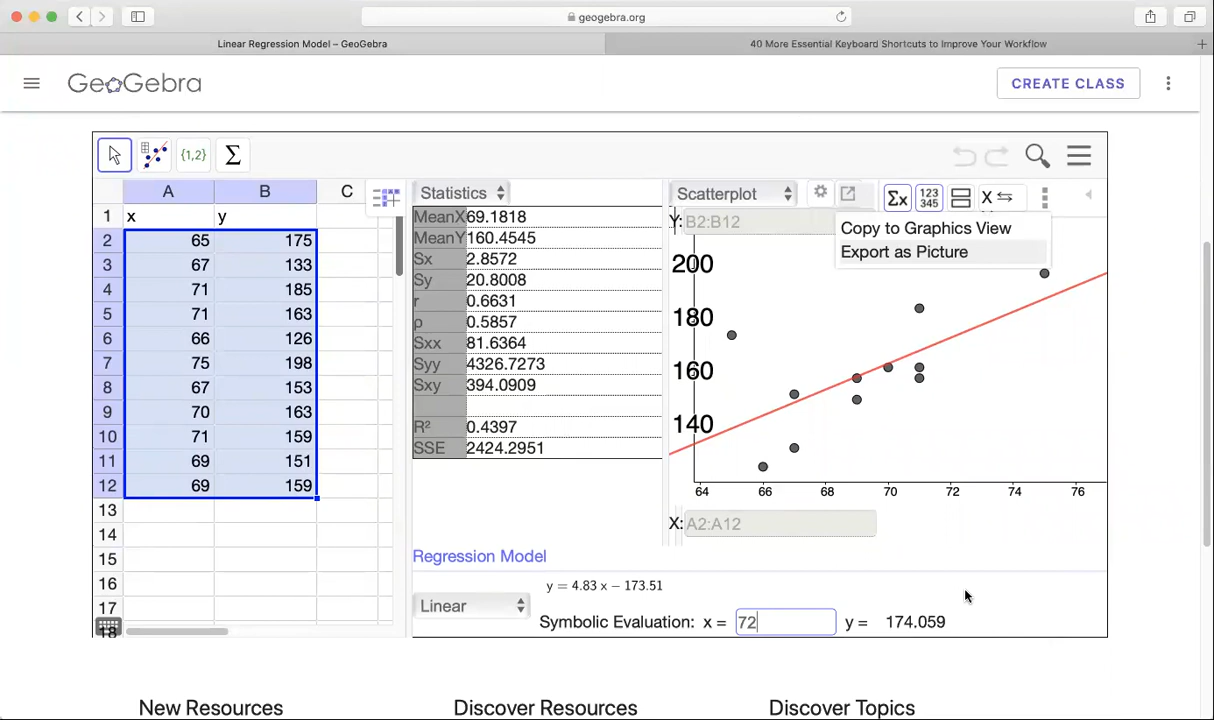 geogebra.org
Linear Regression Model – GeoGebra
40 More Essential Keyboard Shortcuts to Improve Your Workflow
GeoGebra
CREATE CLASS
{1,2}
Σ
A B C
1 x y
2 65 175
3 67 133
4 71 185
5 71 163
6 66 126
7 75 198
8 67 153
9 70 163
10 71 159
11 69 151
12 69 159
13
14
15
16
17
18
Statistics
MeanX 69.1818
MeanY 160.4545
Sx 2.8572
Sy 20.8008
r 0.6631
ρ 0.5857
Sxx 81.6364
Syy 4326.7273
Sxy 394.0909
R² 0.4397
SSE 2424.2951
Scatterplot
Σx
123
345
X ⇆
Y: B2:B12
Copy to Graphics View
Export as Picture
200
180
160
140
64 66 68 70 72 74 76
X: A2:A12
Regression Model
y = 4.83 x − 173.51
Linear
Symbolic Evaluation: x = 72 y = 174.059
New Resources
Discover Resources
Discover Topics